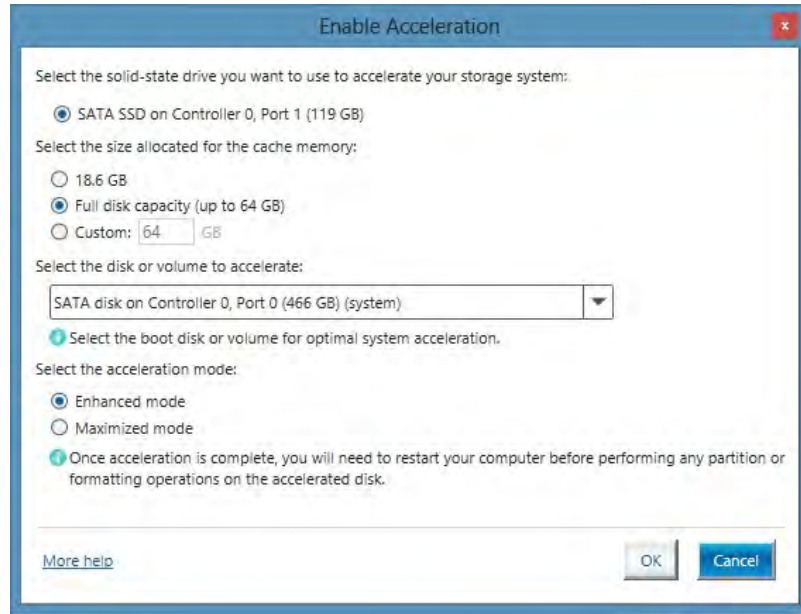 Enable Acceleration
x
Select the solid-state drive you want to use to accelerate your storage system:
SATA SSD on Controller 0, Port 1 (119 GB)
Select the size allocated for the cache memory:
18.6 GB
Full disk capacity (up to 64 GB)
Custom: 64 GB
Select the disk or volume to accelerate:
SATA disk on Controller 0, Port 0 (466 GB) (system)
Select the boot disk or volume for optimal system acceleration.
Select the acceleration mode:
Enhanced mode
Maximized mode
Once acceleration is complete, you will need to restart your computer before performing any partition or
formatting operations on the accelerated disk.
More help OK Cancel